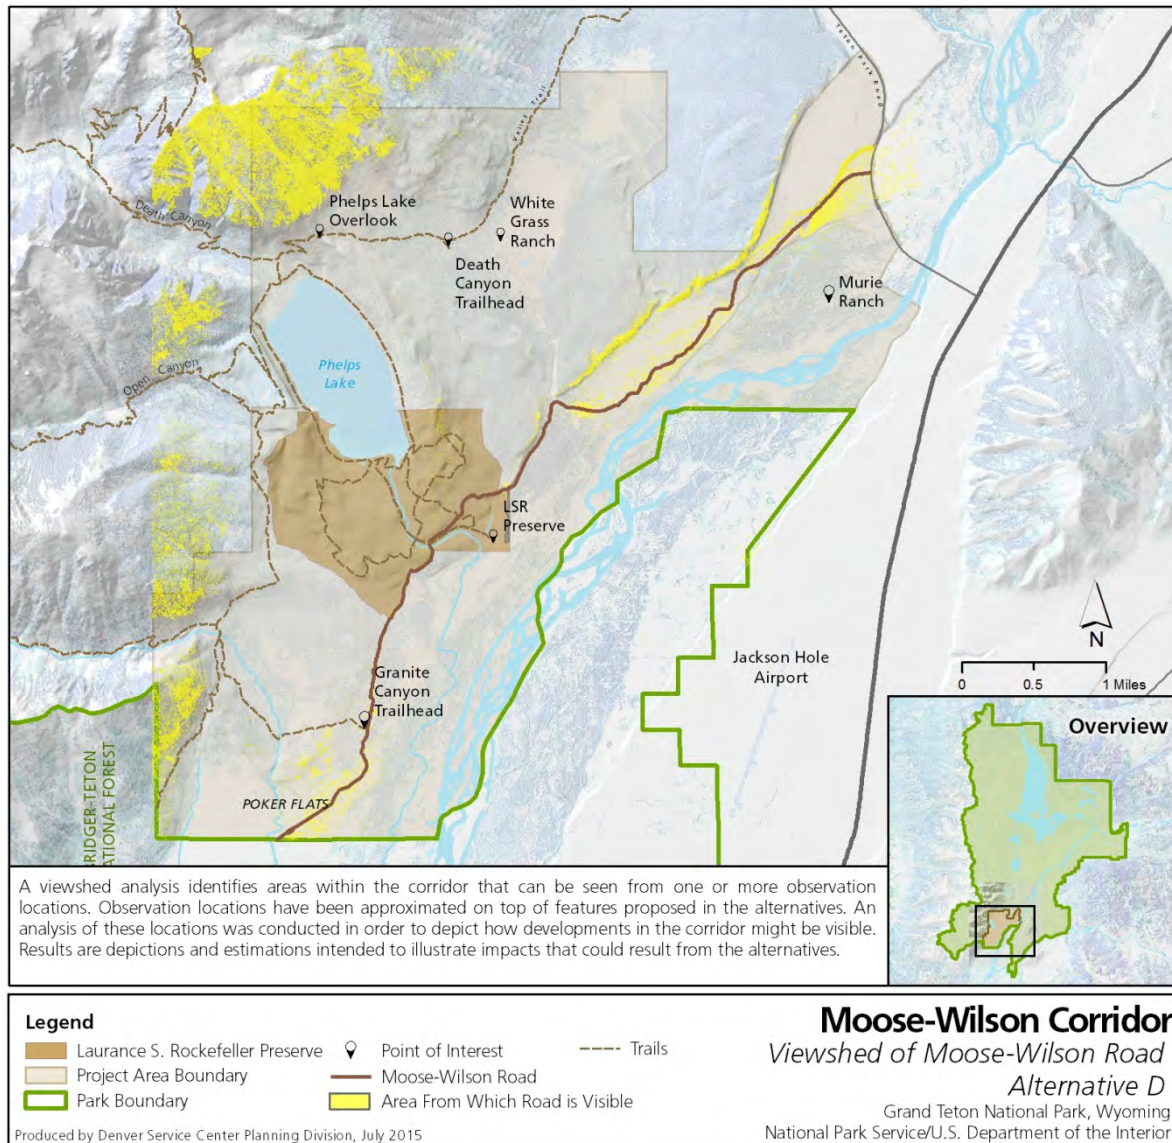 Teton Park Road
Valley Trail
Phelps Lake
Overlook
White
Grass
Ranch
Death Canyon
Death
Canyon
Trailhead
Murie
Ranch
Open Canyon
Phelps
Lake
LSR
Preserve
Granite
Canyon
Trailhead
Jackson Hole
Airport
N
0 0.5 1 Miles
POKER FLATS
BRIDGER-TETON
NATIONAL FOREST
Overview
A viewshed analysis identifies areas within the corridor that can be seen from one or more observation
locations. Observation locations have been approximated on top of features proposed in the alternatives. An
analysis of these locations was conducted in order to depict how developments in the corridor might be visible.
Results are depictions and estimations intended to illustrate impacts that could result from the alternatives.
Legend
Laurance S. Rockefeller Preserve
Project Area Boundary
Park Boundary
Point of Interest
Moose-Wilson Road
Area From Which Road is Visible
Trails
Produced by Denver Service Center Planning Division, July 2015
Moose-Wilson Corridor
Viewshed of Moose-Wilson Road
Alternative D
Grand Teton National Park, Wyoming
National Park Service/U.S. Department of the Interior